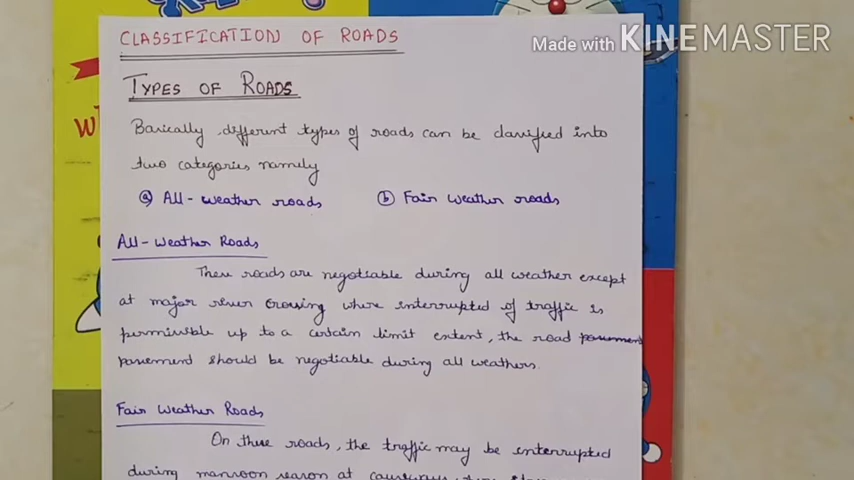 CLASSIFICATION OF ROADS
Made with KINEMASTER
TYPES OF ROADS
Basically different types of roads can be classified into
two categories namely
(a) All-weather roads (b) Fair weather roads
All-weather Roads
These roads are negotiable during all weather except
at major river crossing where interrupted of traffic is
permissible up to a certain limit extent, the road pavement
pavement should be negotiable during all weathers.
Fair weather Roads
On these roads, the traffic may be interrupted
during monsoon season at causeways